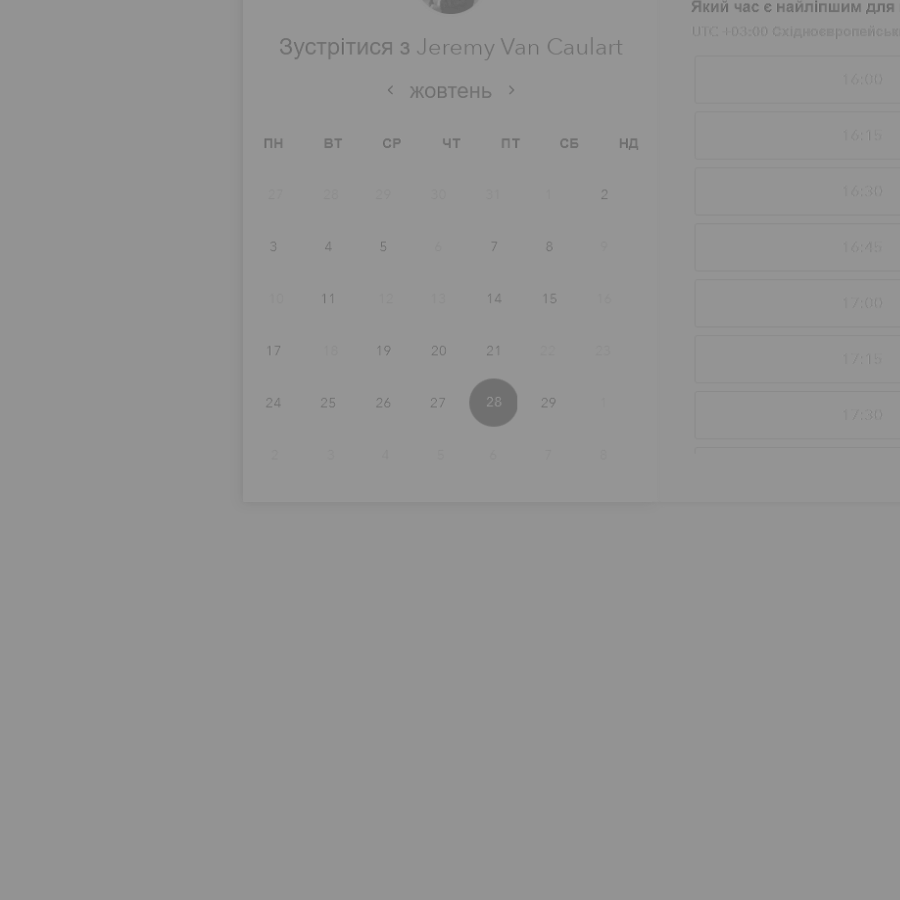 Зустрітися з Jeremy Van Caulart
жовтень
ПН ВТ СР ЧТ ПТ СБ НД
27 28 29 30 31 1 2
3 4 5 6 7 8 9
10 11 12 13 14 15 16
17 18 19 20 21 22 23
24 25 26 27 28 29 1
2 3 4 5 6 7 8
Який час є найліпшим для
UTC +03:00
16:00
16:15
16:30
16:45
17:00
17:15
17:30